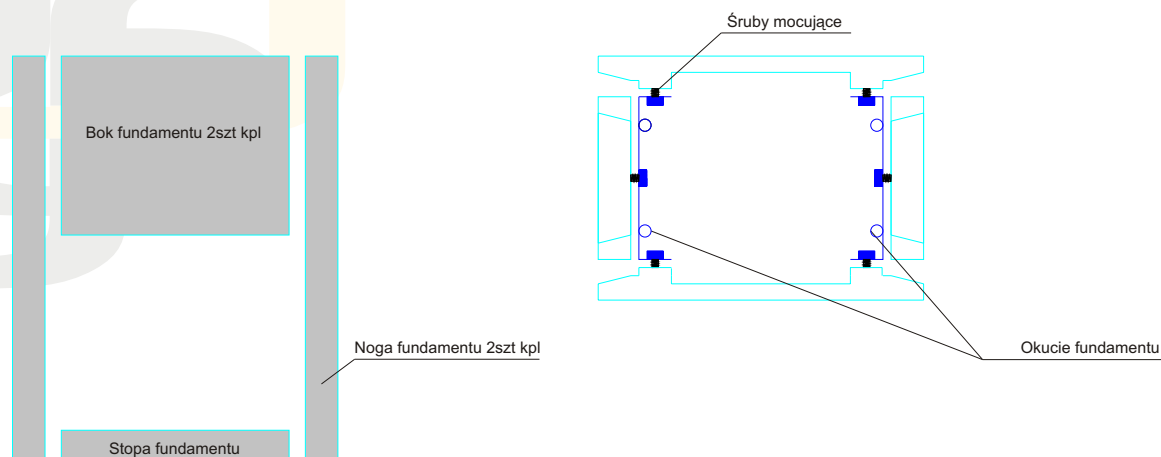 Śruby mocujące
Bok fundamentu 2szt kpl
Noga fundamentu 2szt kpl
Okucie fundamentu
Stopa fundamentu